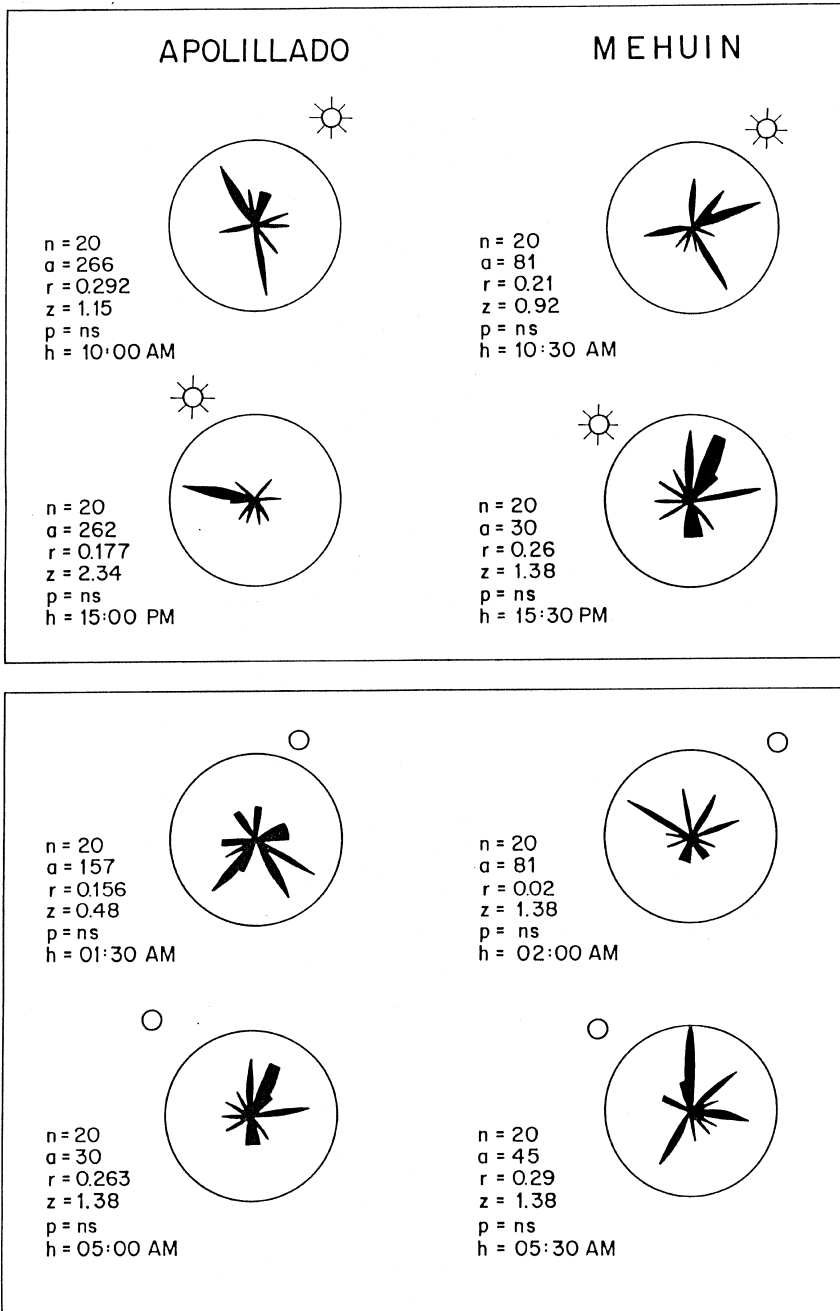 APOLILLADO
MEHUIN
n = 20
a = 266
r = 0.292
z = 1.15
p = ns
h = 10:00 AM
n = 20
a = 81
r = 0.21
z = 0.92
p = ns
h = 10:30 AM
n = 20
a = 262
r = 0.177
z = 2.34
p = ns
h = 15:00 PM
n = 20
a = 30
r = 0.26
z = 1.38
p = ns
h = 15:30 PM
n = 20
a = 157
r = 0.156
z = 0.48
p = ns
h = 01:30 AM
n = 20
a = 81
r = 0.02
z = 1.38
p = ns
h = 02:00 AM
n = 20
a = 30
r = 0.263
z = 1.38
p = ns
h = 05:00 AM
n = 20
a = 45
r = 0.29
z = 1.38
p = ns
h = 05:30 AM